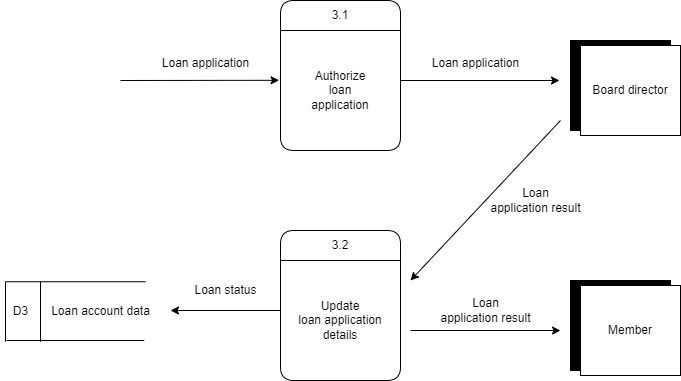 3.1
Loan application
Authorize
loan
application
Loan application
Board director
Loan
application result
3.2
Loan status
D3
Loan account data
Update
loan application
details
Loan
application result
Member